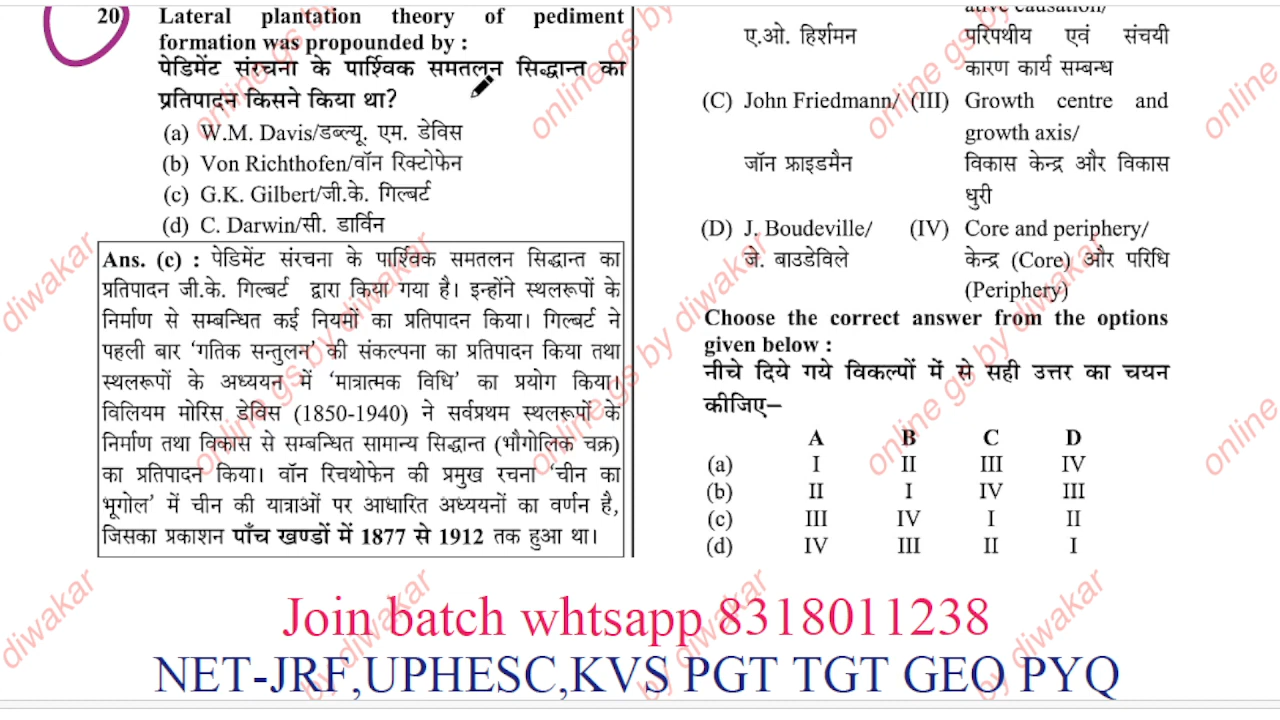 20
Lateral plantation theory of pediment
formation was propounded by :
पेडिमेंट संरचना के पार्श्विक समतलन सिद्धान्त का
प्रतिपादन किसने किया था?
(a) W.M. Davis/डब्ल्यू. एम. डेविस
(b) Von Richthofen/वॉन रिक्टोफेन
(c) G.K. Gilbert/जी.के. गिल्बर्ट
(d) C. Darwin/सी. डार्विन
Ans. (c) : पेडिमेंट संरचना के पार्श्विक समतलन सिद्धान्त का
प्रतिपादन जी.के. गिल्बर्ट द्वारा किया गया है। इन्होंने स्थलरूपों के
निर्माण से सम्बन्धित कई नियमों का प्रतिपादन किया। गिल्बर्ट ने
पहली बार ‘गतिक सन्तुलन’ की संकल्पना का प्रतिपादन किया तथा
स्थलरूपों के अध्ययन में ‘मात्रात्मक विधि’ का प्रयोग किया।
विलियम मोरिस डेविस (1850-1940) ने सर्वप्रथम स्थलरूपों के
निर्माण तथा विकास से सम्बन्धित सामान्य सिद्धान्त (भौगोलिक चक्र)
का प्रतिपादन किया। वॉन रिचथोफेन की प्रमुख रचना ‘चीन का
भूगोल’ में चीन की यात्राओं पर आधारित अध्ययनों का वर्णन है,
जिसका प्रकाशन पाँच खण्डों में 1877 से 1912 तक हुआ था।
ative causation/
ए.ओ. हिर्शमन परिपथीय एवं संचयी
कारण कार्य सम्बन्ध
(C) John Friedmann/ (III) Growth centre and
growth axis/
जॉन फ्राइडमैन विकास केन्द्र और विकास
धुरी
(D) J. Boudeville/ (IV) Core and periphery/
जे. बाउडेविले केन्द्र (Core) और परिधि
(Periphery)
Choose the correct answer from the options
given below :
नीचे दिये गये विकल्पों में से सही उत्तर का चयन
कीजिए–
A B C D
(a) I II III IV
(b) II I IV III
(c) III IV I II
(d) IV III II I
Join batch whtsapp 8318011238
NET-JRF,UPHESC,KVS PGT TGT GEO PYQ
online gs by diwakar